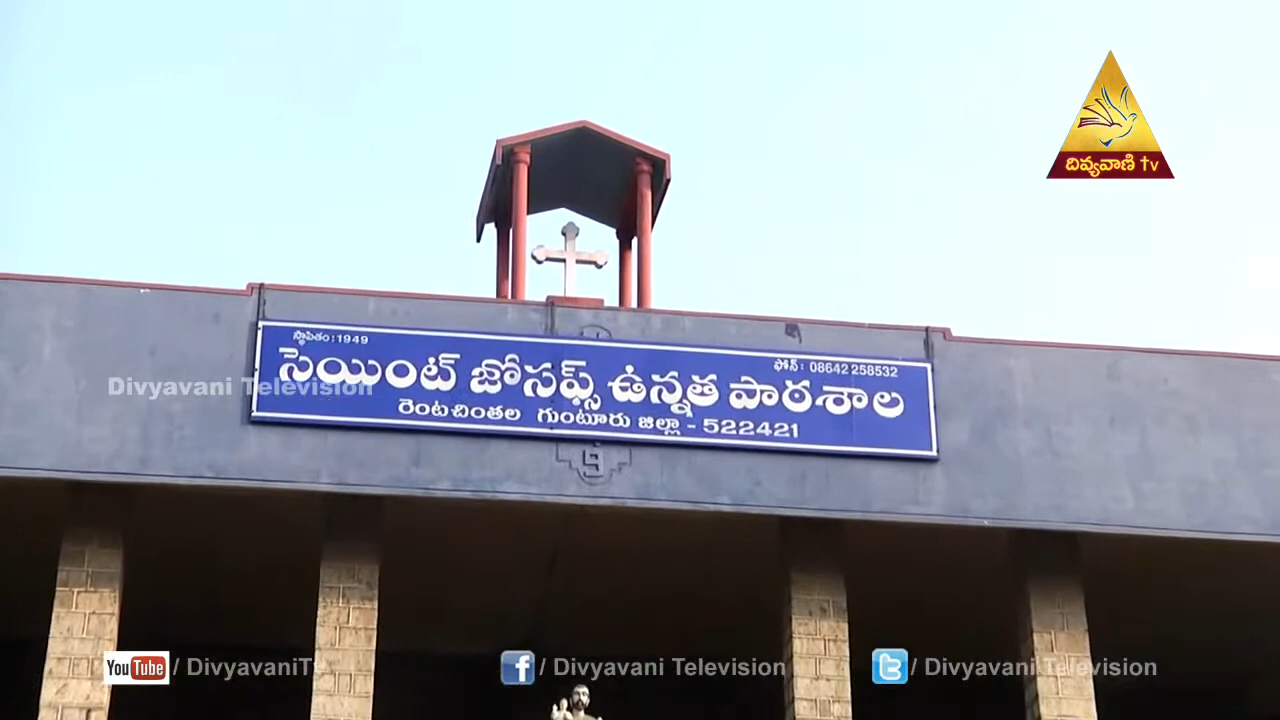 దివ్యవాణి tv
స్థాపితం:1949
ఫోన్: 08642 258532
సెయింట్ జోసఫ్స్ ఉన్నత పాఠశాల
Divyavani Television
రెంటచింతల గుంటూరు జిల్లా - 522421
YouTube / DivyavaniTv
f / Divyavani Television
/ Divyavani Television